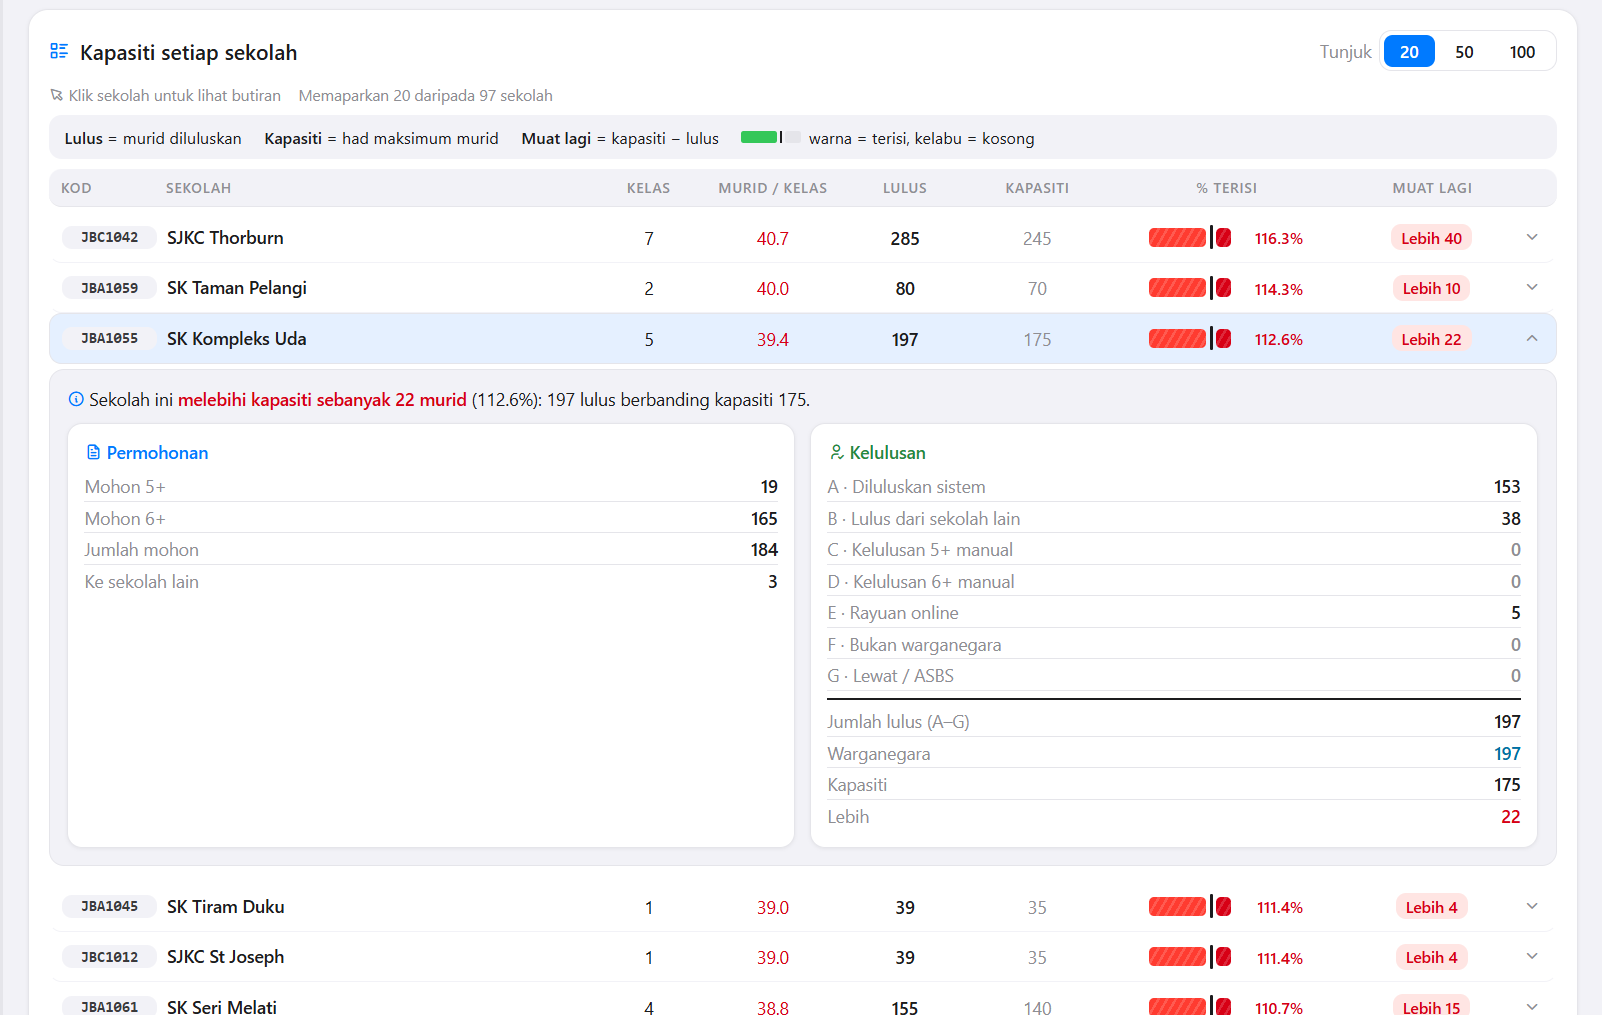 Kapasiti setiap sekolah
Tunjuk 20 50 100
Klik sekolah untuk lihat butiran Memaparkan 20 daripada 97 sekolah
Lulus = murid diluluskan Kapasiti = had maksimum murid Muat lagi = kapasiti − lulus warna = terisi, kelabu = kosong
KOD SEKOLAH KELAS MURID / KELAS LULUS KAPASITI % TERISI MUAT LAGI
JBC1042 SJKC Thorburn 7 40.7 285 245 116.3% Lebih 40
JBA1059 SK Taman Pelangi 2 40.0 80 70 114.3% Lebih 10
JBA1055 SK Kompleks Uda 5 39.4 197 175 112.6% Lebih 22
Sekolah ini melebihi kapasiti sebanyak 22 murid (112.6%): 197 lulus berbanding kapasiti 175.
Permohonan
Mohon 5+ 19
Mohon 6+ 165
Jumlah mohon 184
Ke sekolah lain 3
Kelulusan
A · Diluluskan sistem 153
B · Lulus dari sekolah lain 38
C · Kelulusan 5+ manual 0
D · Kelulusan 6+ manual 0
E · Rayuan online 5
F · Bukan warganegara 0
G · Lewat / ASBS 0
Jumlah lulus (A–G) 197
Warganegara 197
Kapasiti 175
Lebih 22
JBA1045 SK Tiram Duku 1 39.0 39 35 111.4% Lebih 4
JBC1012 SJKC St Joseph 1 39.0 39 35 111.4% Lebih 4
JBA1061 SK Seri Melati 4 38.8 155 140 110.7% Lebih 15